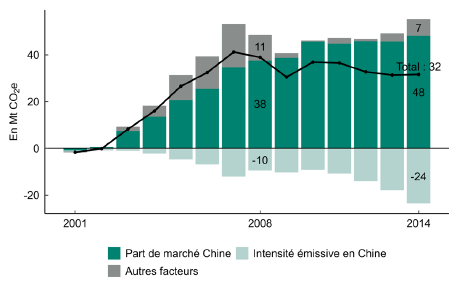 En Mt CO₂e
40
20
0
-20
11
38
-10
7
Total : 32
48
-24
2001
2008
2014
Part de marché Chine
Intensité émissive en Chine
Autres facteurs